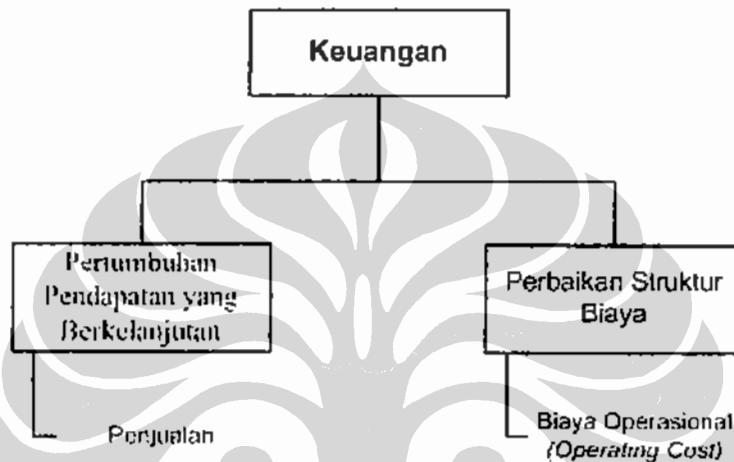 Keuangan
Pertumbuhan
Pendapatan yang
Berkelanjutan
Perbaikan Struktur
Biaya
Penjualan
Biaya Operasional
(Operating Cost)